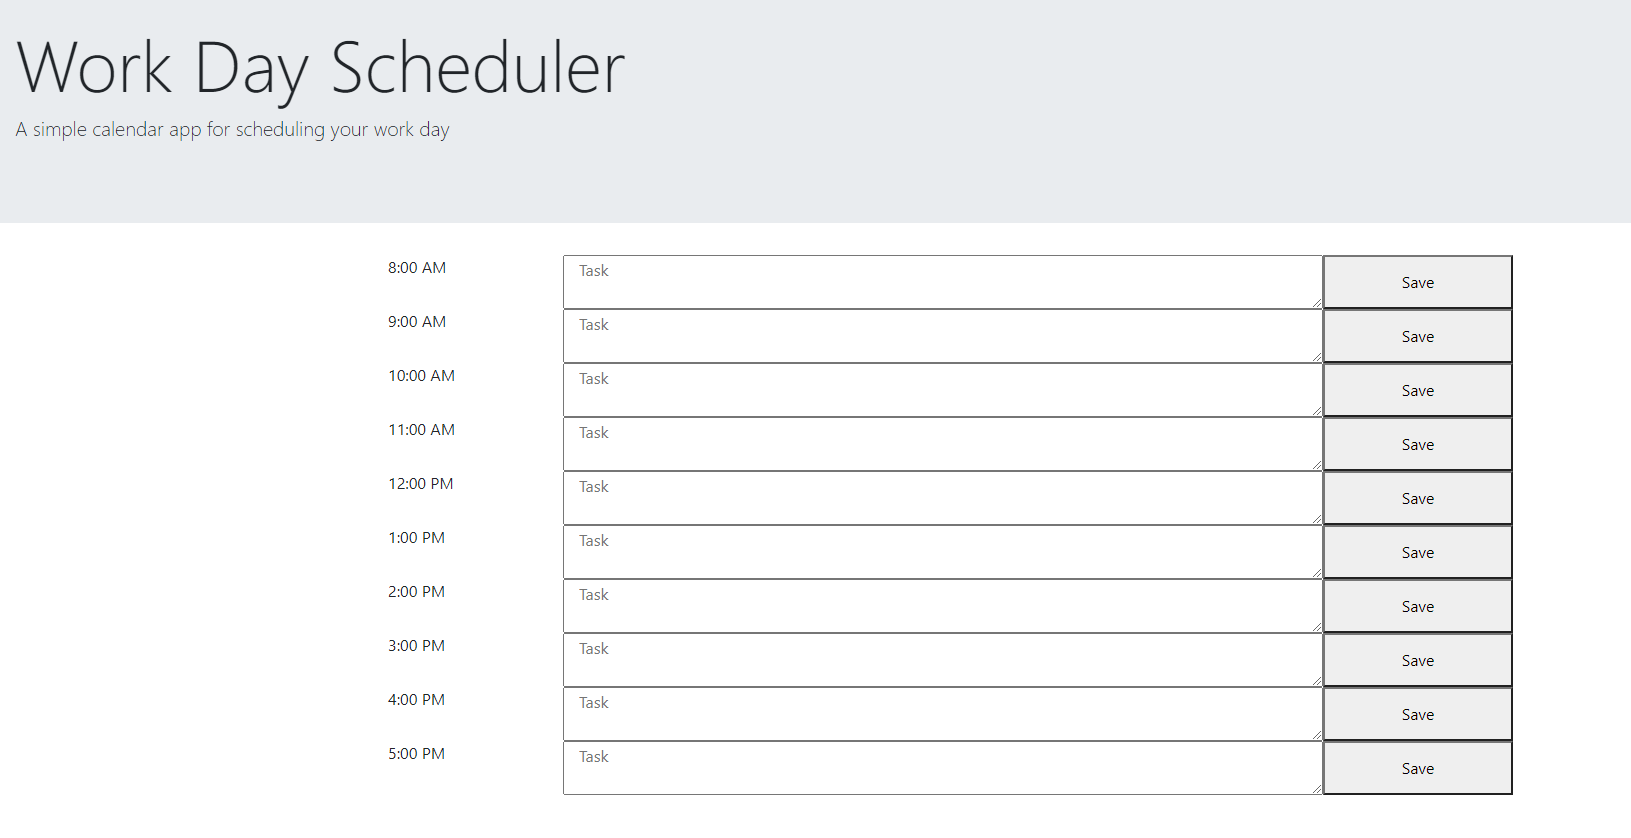 Work Day Scheduler
A simple calendar app for scheduling your work day
8:00 AM Task Save
9:00 AM Task Save
10:00 AM Task Save
11:00 AM Task Save
12:00 PM Task Save
1:00 PM Task Save
2:00 PM Task Save
3:00 PM Task Save
4:00 PM Task Save
5:00 PM Task Save